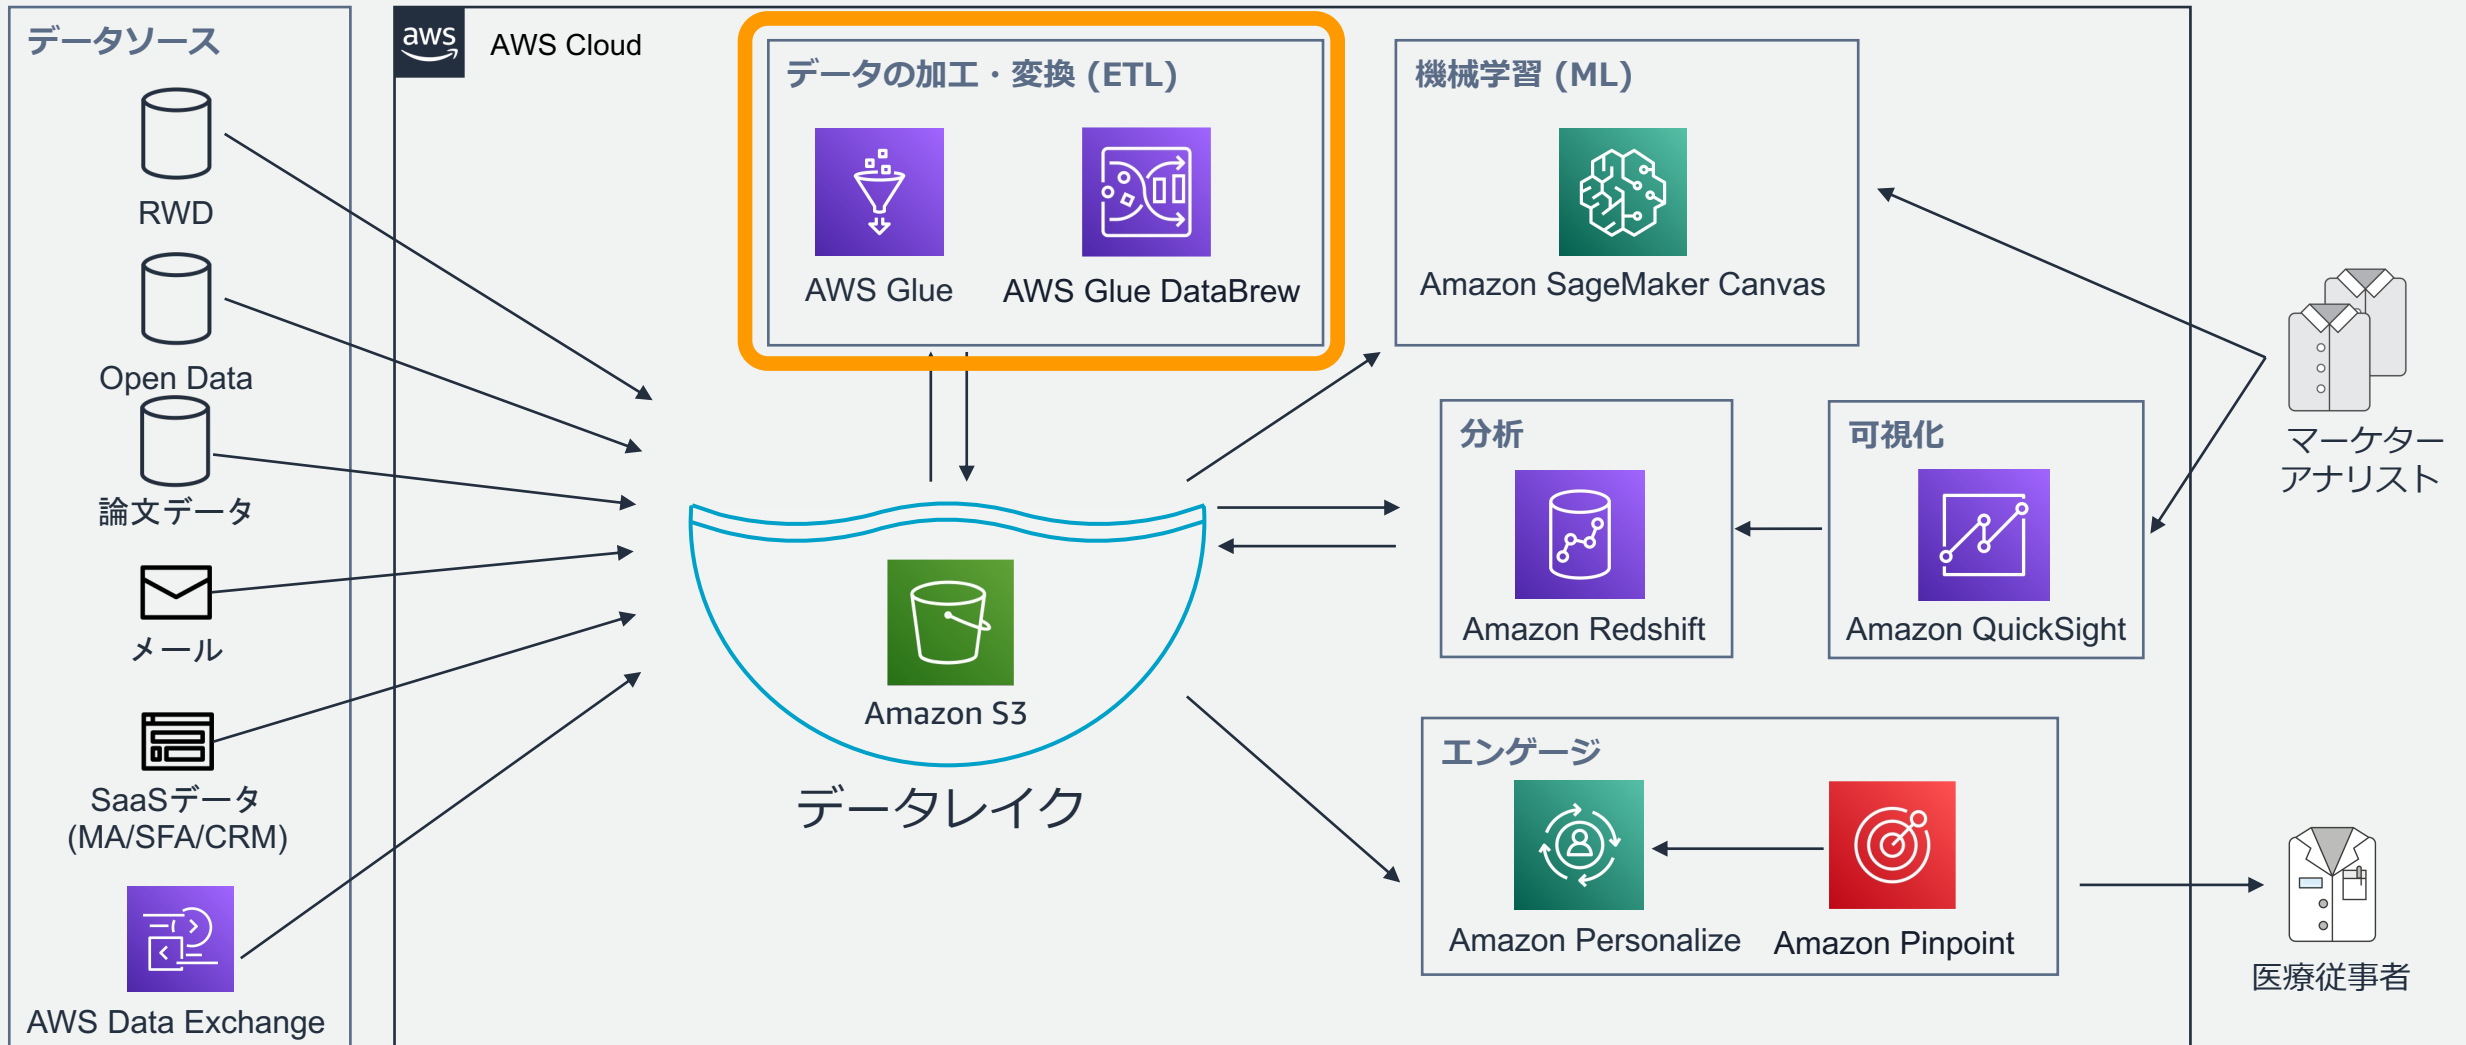 データソース
RWD
Open Data
論文データ
メール
SaaSデータ
(MA/SFA/CRM)
AWS Data Exchange
aws
AWS Cloud
データの加工・変換 (ETL)
AWS Glue
AWS Glue DataBrew
機械学習 (ML)
Amazon SageMaker Canvas
Amazon S3
データレイク
分析
Amazon Redshift
可視化
Amazon QuickSight
エンゲージ
Amazon Personalize
Amazon Pinpoint
マーケター
アナリスト
医療従事者